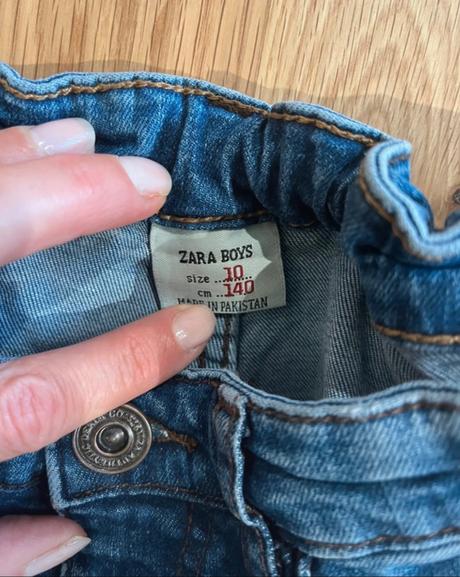 ZARA BOYS
size ...10....
cm ...140
MADE IN PAKISTAN